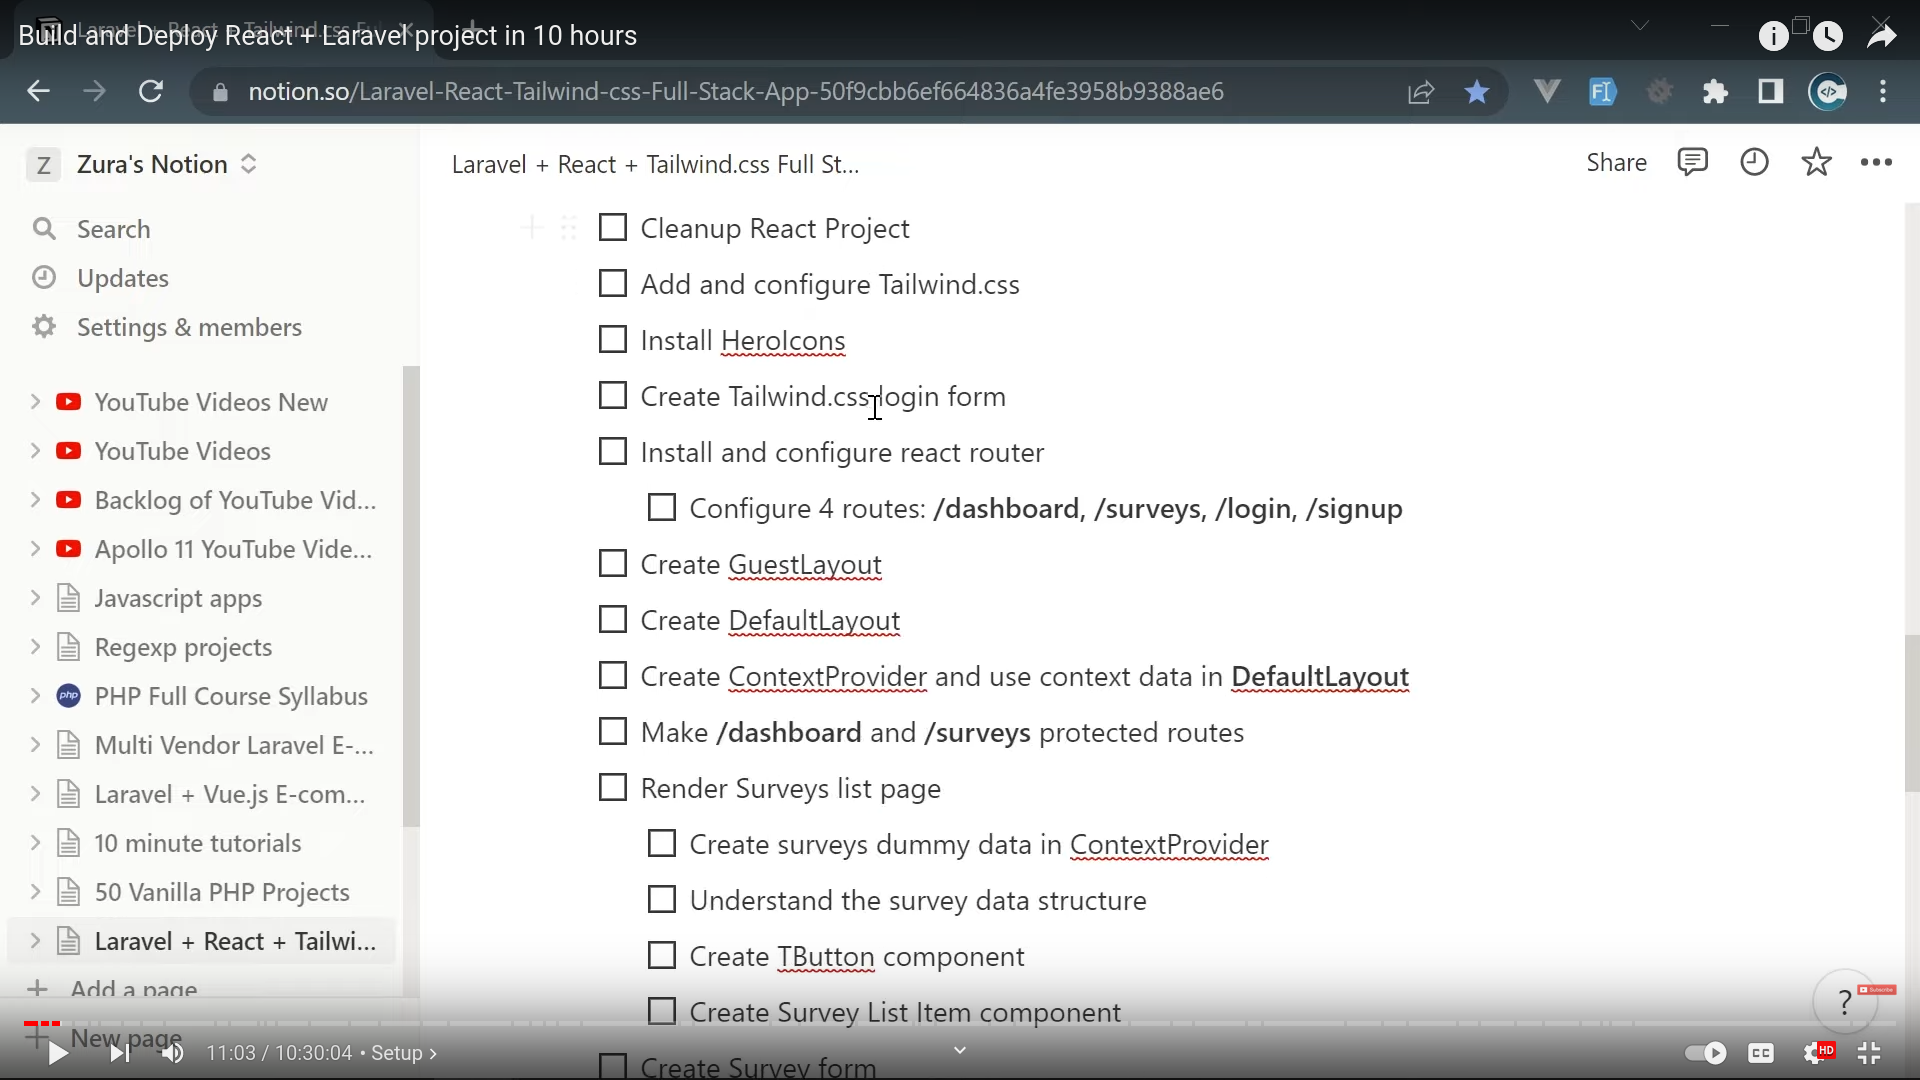 Build and Deploy React + Laravel project in 10 hours
notion.so/Laravel-React-Tailwind-css-Full-Stack-App-50f9cbb6ef664836a4fe3958b9388ae6
Z Zura's Notion
Laravel + React + Tailwind.css Full St...
Share
Search
Updates
Settings & members
YouTube Videos New
YouTube Videos
Backlog of YouTube Vid...
Apollo 11 YouTube Vide...
Javascript apps
Regexp projects
php PHP Full Course Syllabus
Multi Vendor Laravel E-...
Laravel + Vue.js E-com...
10 minute tutorials
50 Vanilla PHP Projects
Laravel + React + Tailwi...
Add a page
New page
Cleanup React Project
Add and configure Tailwind.css
Install HeroIcons
Create Tailwind.css login form
Install and configure react router
Configure 4 routes: /dashboard, /surveys, /login, /signup
Create GuestLayout
Create DefaultLayout
Create ContextProvider and use context data in DefaultLayout
Make /dashboard and /surveys protected routes
Render Surveys list page
Create surveys dummy data in ContextProvider
Understand the survey data structure
Create TButton component
Create Survey List Item component
Create Survey form
?
Subscribe
11:03 / 10:30:04 • Setup >
CC
HD